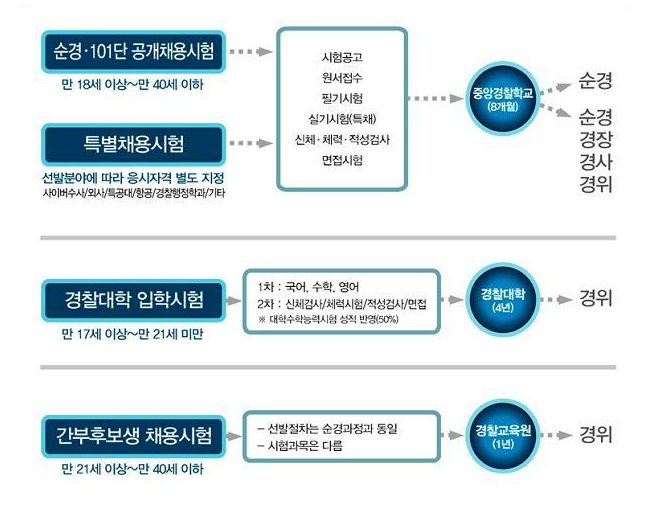 순경·101단 공개채용시험
만 18세 이상~만 40세 이하
특별채용시험
선발분야에 따라 응시자격 별도 지정
사이버수사/외사/특공대/항공/경찰행정학과/기타
시험공고
원서접수
필기시험
실기시험(특채)
신체·체력·적성검사
면접시험
중앙경찰학교
(8개월)
순경
순경
경장
경사
경위
경찰대학 입학시험
만 17세 이상~만 21세 미만
1차 : 국어, 수학, 영어
2차 : 신체검사/체력시험/적성검사/면접
※ 대학수학능력시험 성적 반영(50%)
경찰대학
(4년)
경위
간부후보생 채용시험
만 21세 이상~만 40세 이하
– 선발절차는 순경과정과 동일
– 시험과목은 다름
경찰교육원
(1년)
경위